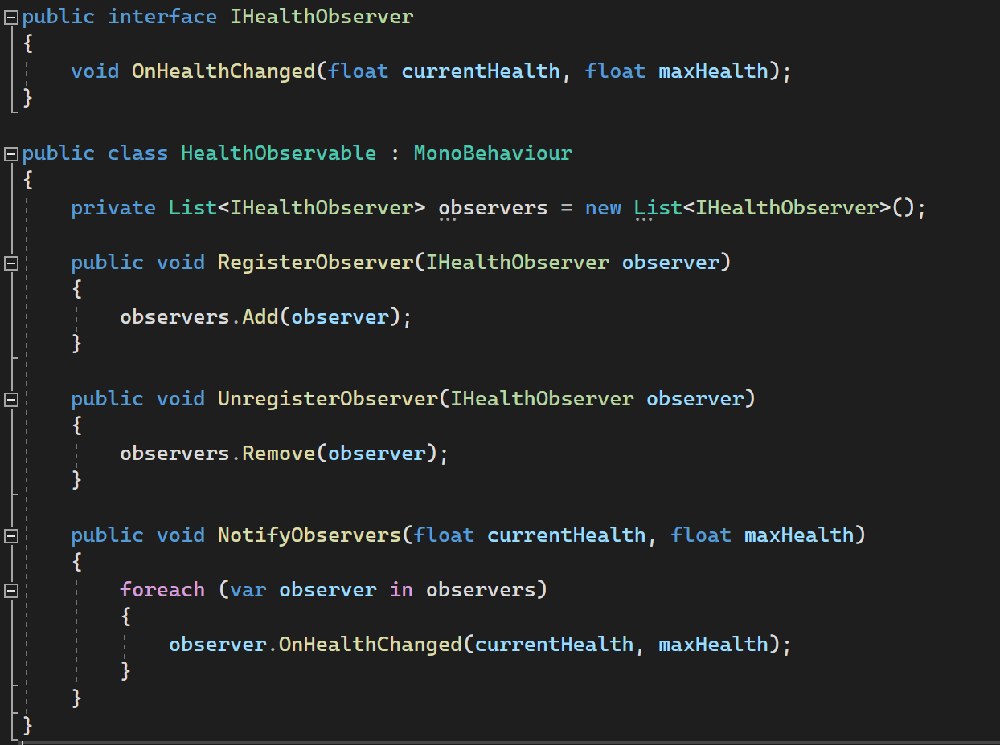 public interface IHealthObserver
{
    void OnHealthChanged(float currentHealth, float maxHealth);
}

public class HealthObservable : MonoBehaviour
{
    private List<IHealthObserver> observers = new List<IHealthObserver>();

    public void RegisterObserver(IHealthObserver observer)
    {
        observers.Add(observer);
    }

    public void UnregisterObserver(IHealthObserver observer)
    {
        observers.Remove(observer);
    }

    public void NotifyObservers(float currentHealth, float maxHealth)
    {
        foreach (var observer in observers)
        {
            observer.OnHealthChanged(currentHealth, maxHealth);
        }
    }
}